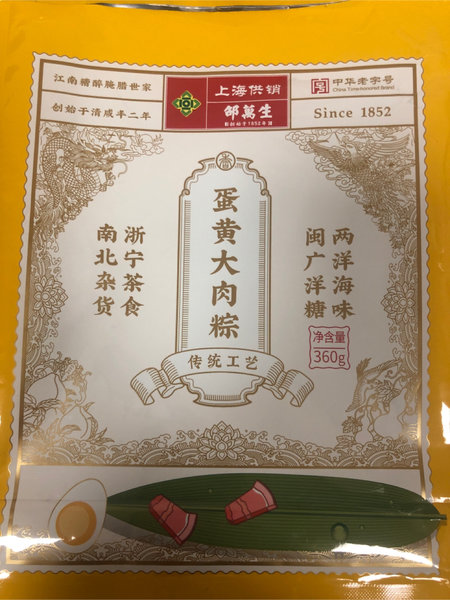 江南糟醉腌腊世家
创始于清咸丰二年
上海供销
邵萬生
中华老字号
China Time-honored Brand
Since 1852
蛋黄大肉粽
传统工艺
浙宁茶食
南北杂货
两洋海味
闽广洋糖
净含量
360g